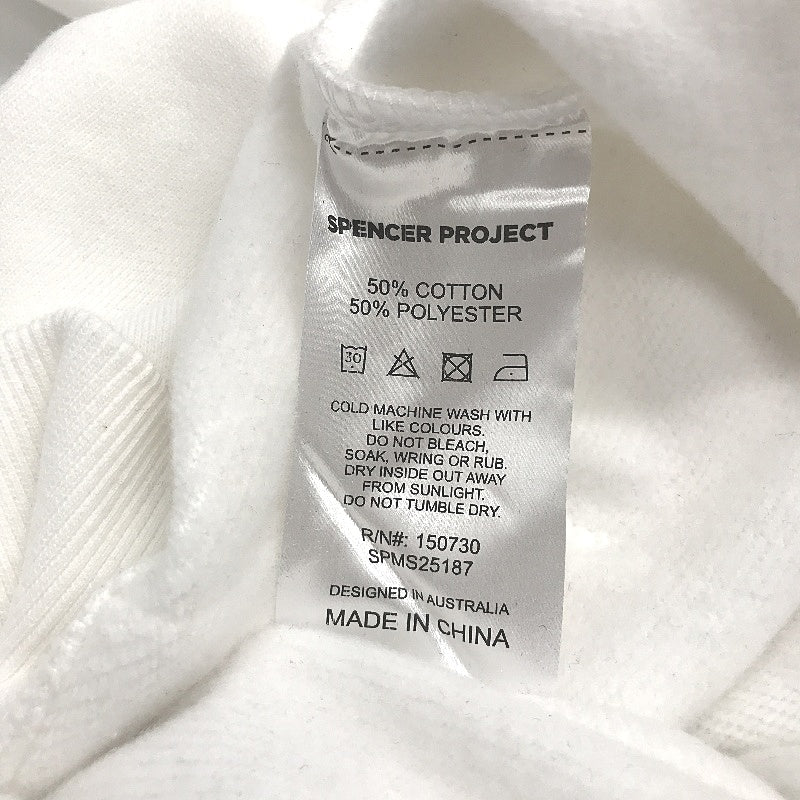 SPENCER PROJECT
50% COTTON
50% POLYESTER
30
COLD MACHINE WASH WITH
LIKE COLOURS.
DO NOT BLEACH,
SOAK, WRING OR RUB.
DRY INSIDE OUT AWAY
FROM SUNLIGHT.
DO NOT TUMBLE DRY.
R/N#: 150730
SPMS25187
DESIGNED IN AUSTRALIA
MADE IN CHINA